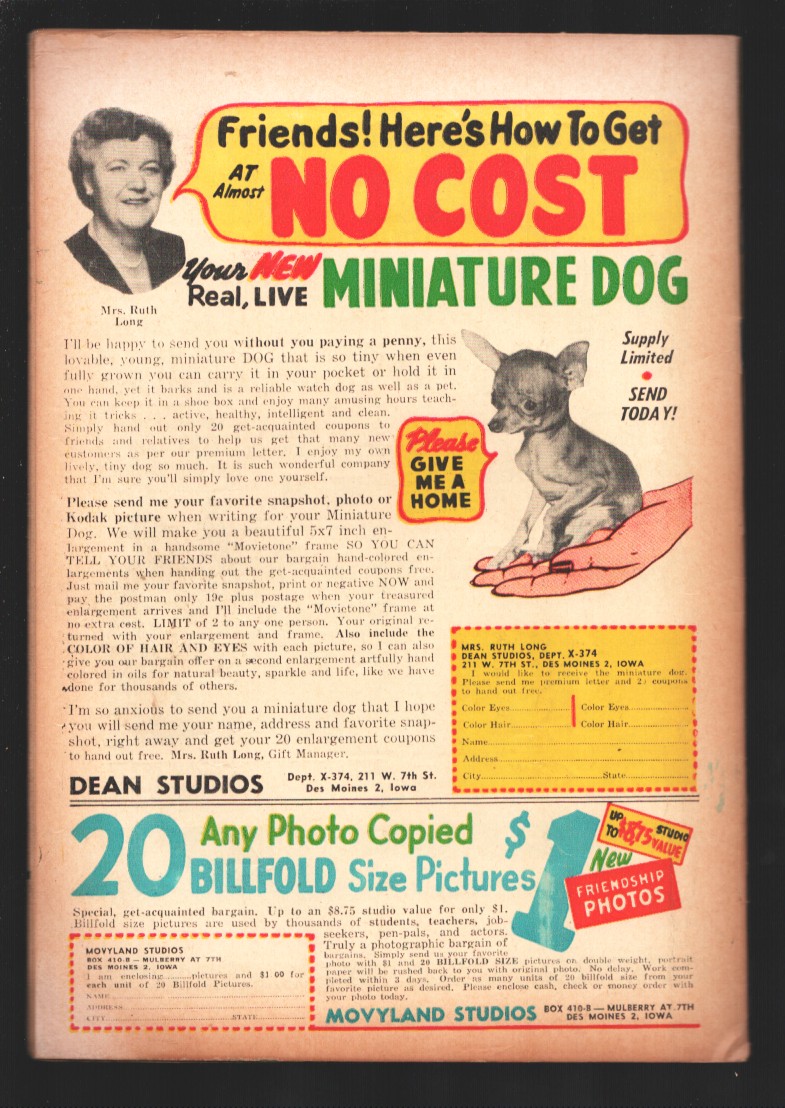 Friends! Here's How To Get
AT Almost NO COST
Your NEW
Real, LIVE MINIATURE DOG
Mrs. Ruth
Long
I'll be happy to send you without you paying a penny, this
lovable, young, miniature DOG that is so tiny when even
fully grown you can carry it in your pocket or hold it in
one hand, yet it barks and is a reliable watch dog as well as a pet.
You can keep it in a shoe box and enjoy many amusing hours teach-
ing it tricks . . . active, healthy, intelligent and clean.
Simply hand out only 20 get-acquainted coupons to
friends and relatives to help us get that many new
customers as per our premium letter. I enjoy my own
lively, tiny dog so much. It is such wonderful company
that I'm sure you'll simply love one yourself.
Supply
Limited
•
SEND
TODAY!
Please
GIVE
ME A
HOME
Please send me your favorite snapshot, photo or
Kodak picture when writing for your Miniature
Dog. We will make you a beautiful 5x7 inch en-
largement in a handsome "Movietone" frame SO YOU CAN
TELL YOUR FRIENDS about our bargain hand-colored en-
largements when handing out the get-acquainted coupons free.
Just mail me your favorite snapshot, print or negative NOW and
pay the postman only 19c plus postage when your treasured
enlargement arrives and I'll include the "Movietone" frame at
no extra cost. LIMIT of 2 to any one person. Your original re-
turned with your enlargement and frame. Also include the
COLOR OF HAIR AND EYES with each picture, so I can also
give you our bargain offer on a second enlargement artfully hand
colored in oils for natural beauty, sparkle and life, like we have
done for thousands of others.
I'm so anxious to send you a miniature dog that I hope
you will send me your name, address and favorite snap-
shot, right away and get your 20 enlargement coupons
to hand out free. Mrs. Ruth Long, Gift Manager.
DEAN STUDIOS Dept. X-374, 211 W. 7th St.
Des Moines 2, Iowa
MRS. RUTH LONG
DEAN STUDIOS, DEPT. X-374
211 W. 7TH ST., DES MOINES 2, IOWA
I would like to receive the miniature dog.
Please send me premium letter and 20 coupons
to hand out free.
Color Eyes Color Eyes
Color Hair Color Hair
Name
Address
City State
20 Any Photo Copied
BILLFOLD Size Pictures $1
UP TO $8.75 STUDIO VALUE
New
FRIENDSHIP
PHOTOS
Special, get-acquainted bargain. Up to an $8.75 studio value for only $1.
Billfold size pictures are used by thousands of students, teachers, job-
seekers, pen-pals, and actors.
Truly a photographic bargain of
bargains. Simply send us your favorite
photo with $1 and 20 BILLFOLD SIZE pictures on double weight, portrait
paper will be rushed back to you with original photo. No delay. Work com-
pleted within 3 days. Order as many units of 20 billfold size from your
favorite picture as desired. Please enclose cash, check or money order with
your photo today.
MOVYLAND STUDIOS
BOX 410-B — MULBERRY AT 7TH
DES MOINES 2, IOWA
I am enclosing pictures and $1.00 for
each unit of 20 Billfold Pictures.
NAME
ADDRESS
CITY STATE
MOVYLAND STUDIOS BOX 410-B — MULBERRY AT 7TH
DES MOINES 2, IOWA